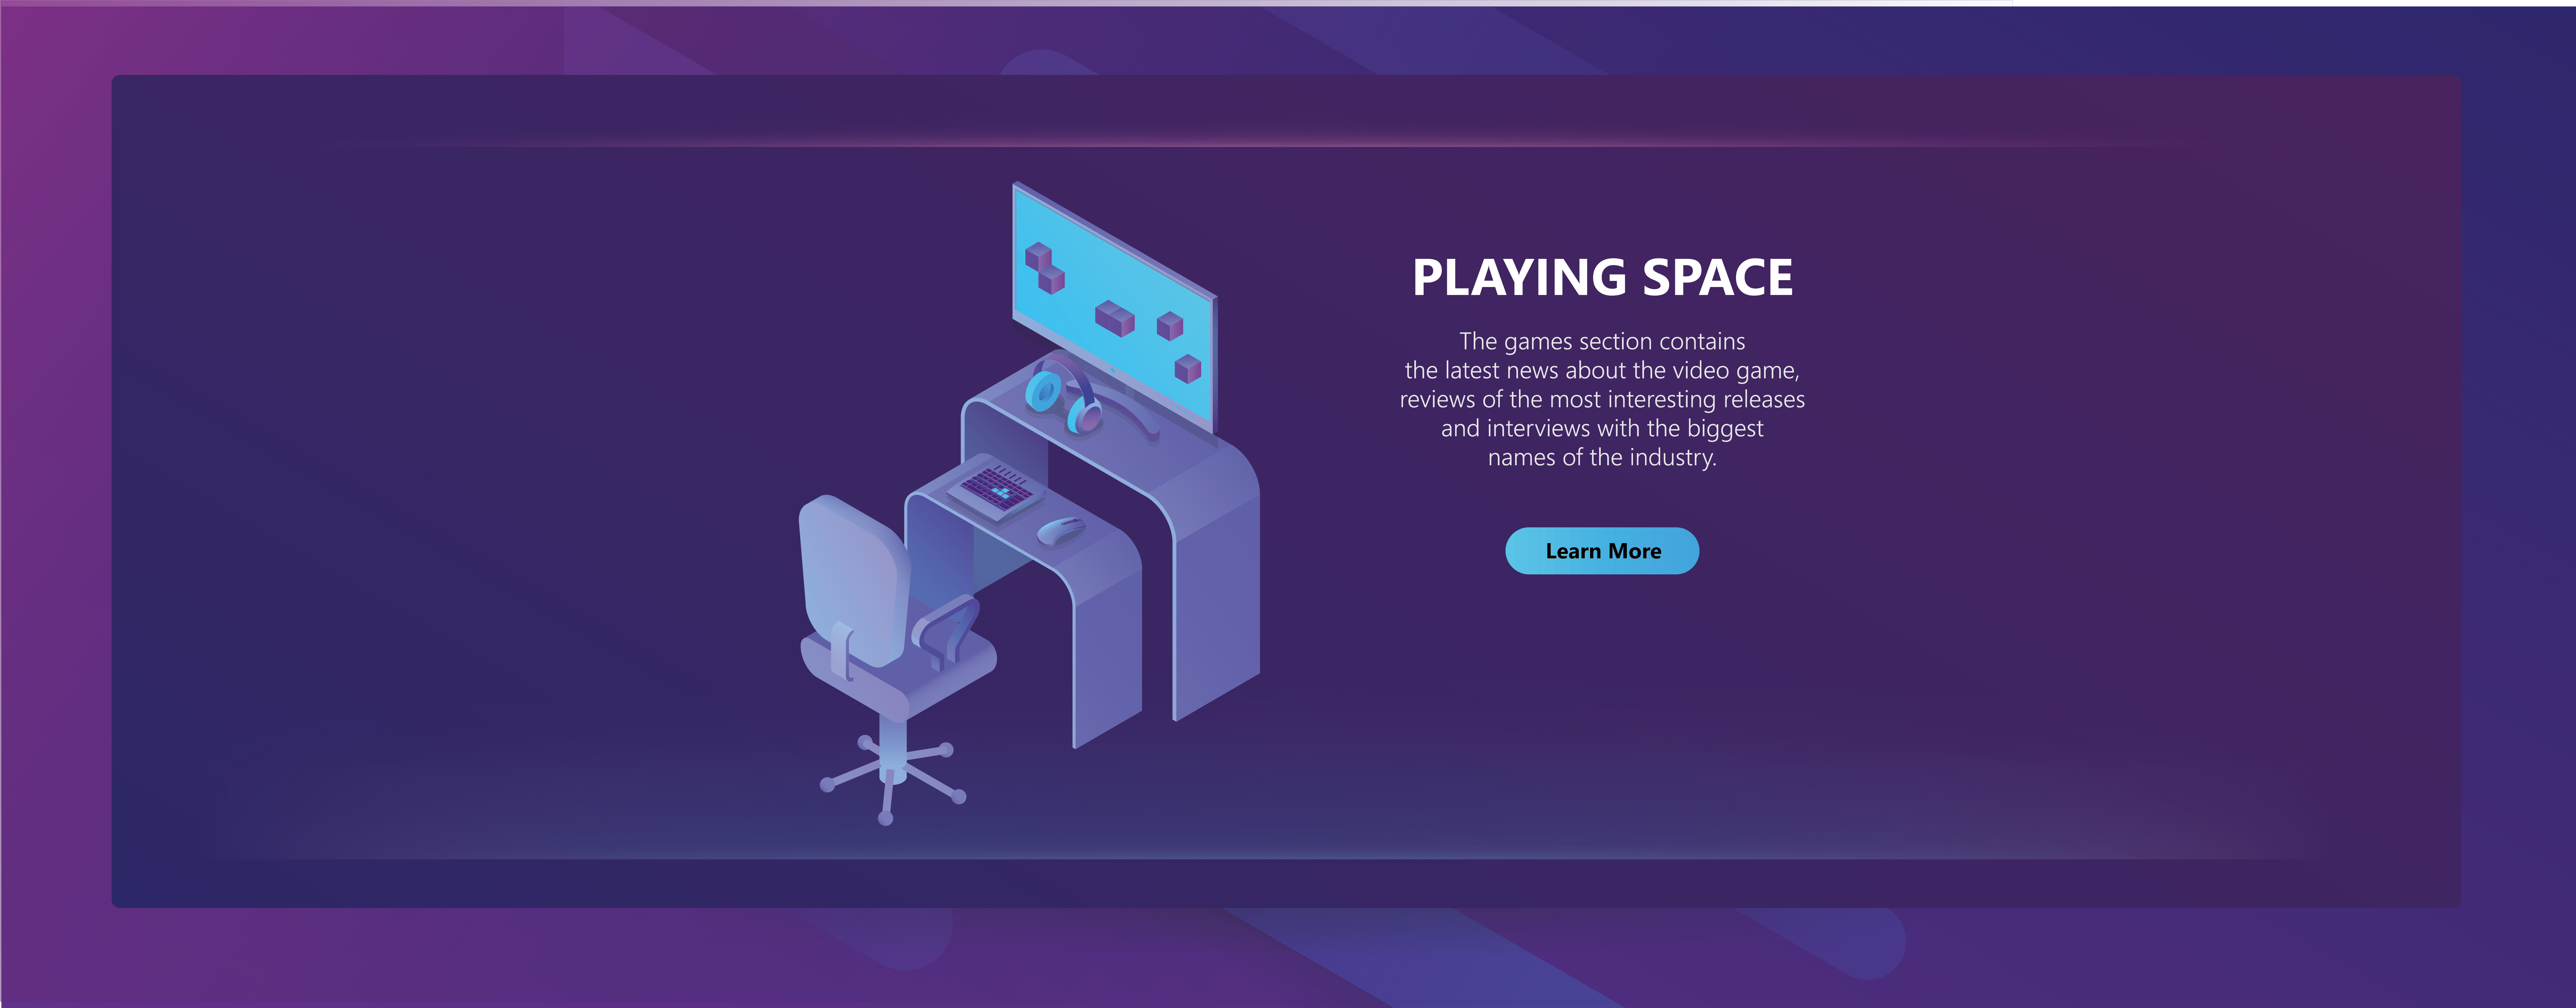 PLAYING SPACE
The games section contains
the latest news about the video game,
reviews of the most interesting releases
and interviews with the biggest
names of the industry.
Learn More